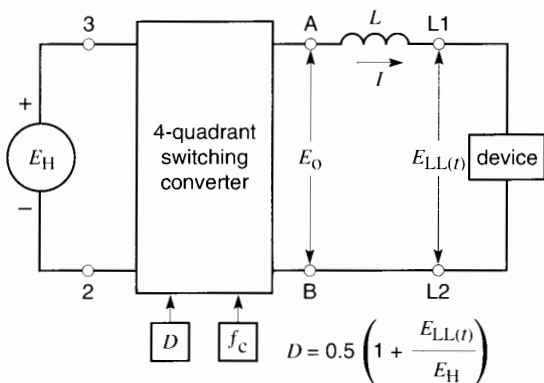 3
A
L
L1
I
+
E_H
−
4-quadrant
switching
converter
E_O
E_LL(t)
device
2
B
L2
D
f_c
D = 0.5 (1 + E_LL(t) / E_H)